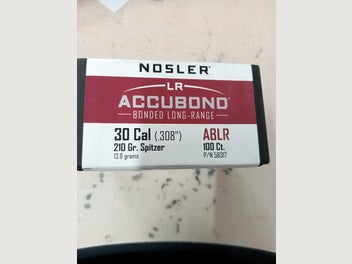 NOSLER®
LR
ACCUBOND®
BONDED LONG-RANGE
30 Cal (.308") ABLR
210 Gr. Spitzer 100 Ct.
13.6 grams P/N 58317